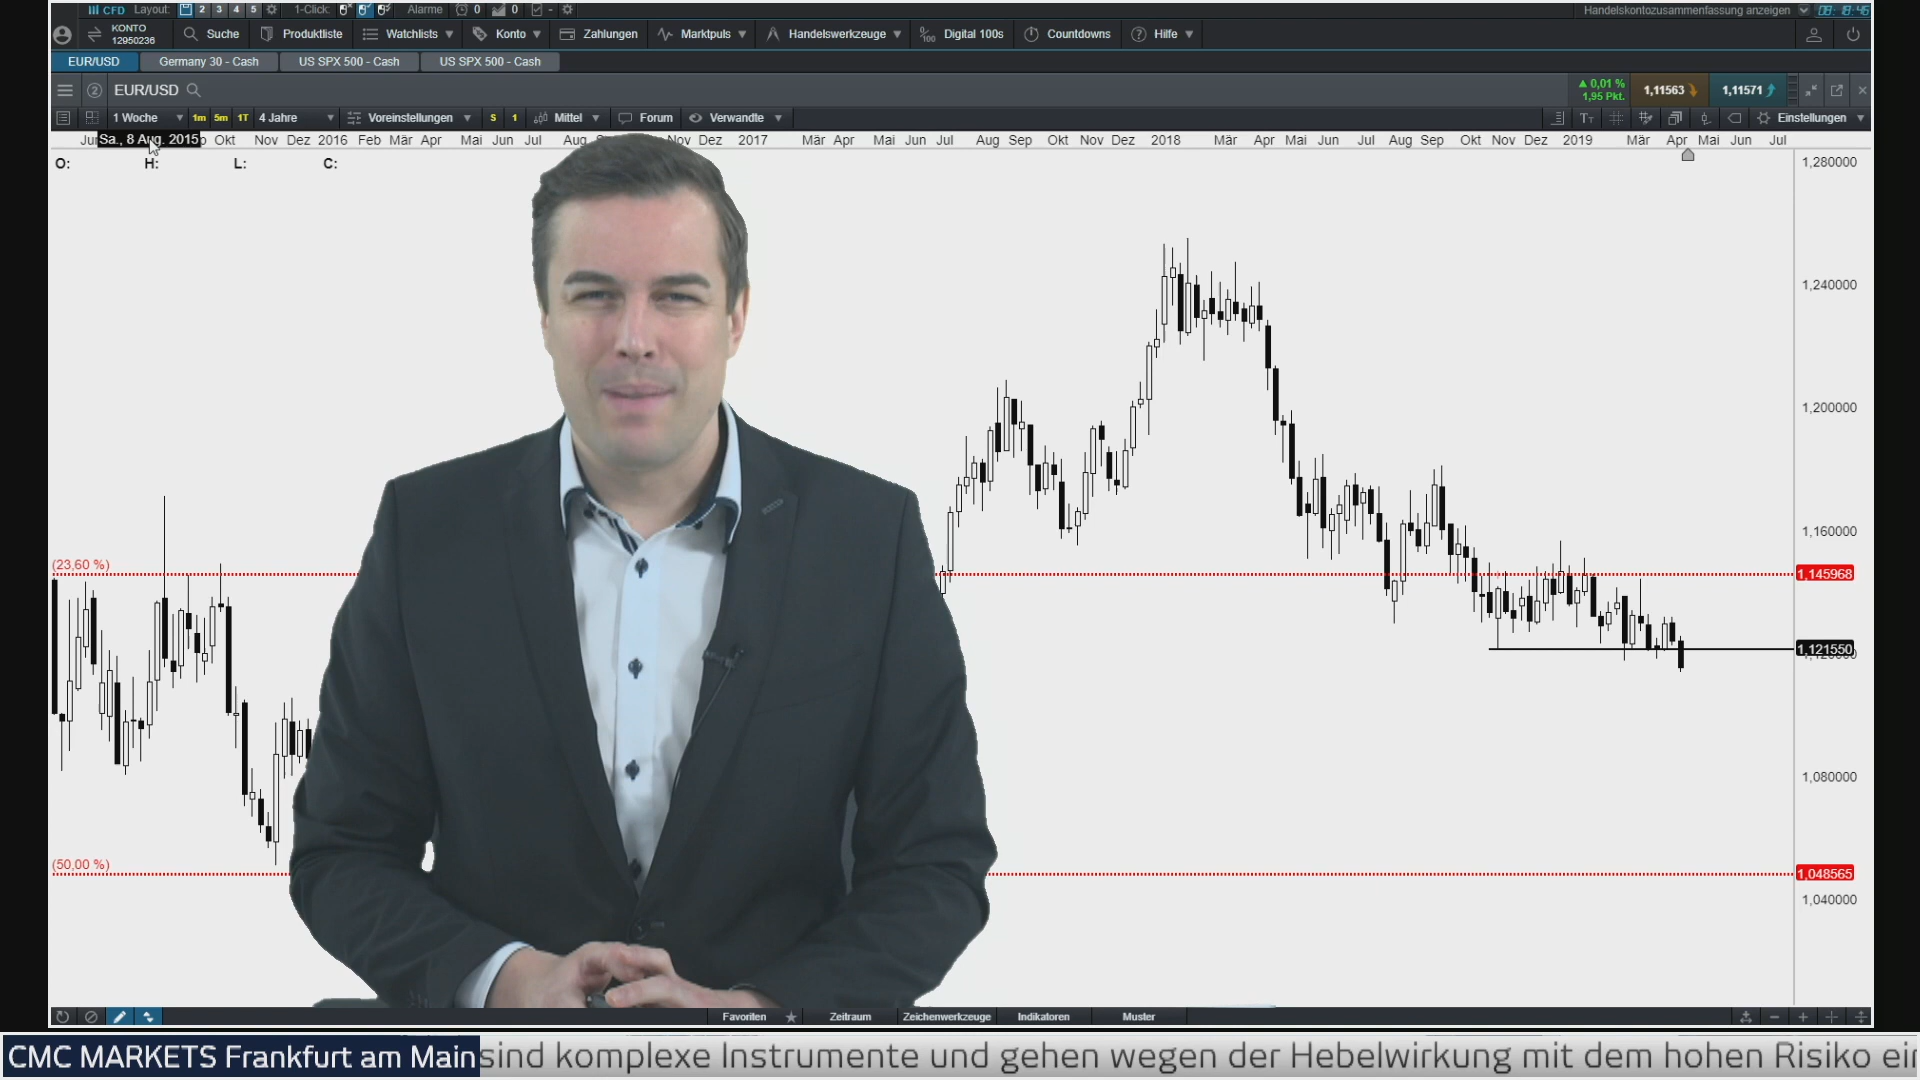 CFD Layout: 2 3 4 5 1-Click: Alarme 0 0 - Handelskontozusammenfassung anzeigen 08:18:46
KONTO 12950236 Suche Produktliste Watchlists Konto Zahlungen Marktpuls Handelswerkzeuge Digital 100s Countdowns Hilfe
EUR/USD Germany 30 - Cash US SPX 500 - Cash US SPX 500 - Cash
2 EUR/USD 0,01 % 1,95 Pkt. 1,11563 1,11571
1 Woche 1m 5m 1T 4 Jahre Voreinstellungen S 1 Mittel Forum Verwandte Einstellungen
Sa., 8 Aug. 2015 Okt Nov Dez 2016 Feb Mär Apr Mai Jun Jul Aug Nov Dez 2017 Mär Apr Mai Jun Jul Aug Sep Okt Nov Dez 2018 Mär Apr Mai Jun Jul Aug Sep Okt Nov Dez 2019 Mär Apr Mai Jun Jul
O: H: L: C:
1,280000
1,240000
1,200000
1,160000
(23,60 %) 1,145968
1,121550
1,080000
(50,00 %) 1,048565
1,040000
Favoriten Zeitraum Zeichenwerkzeuge Indikatoren Muster
CMC MARKETS Frankfurt am Main sind komplexe Instrumente und gehen wegen der Hebelwirkung mit dem hohen Risiko ei